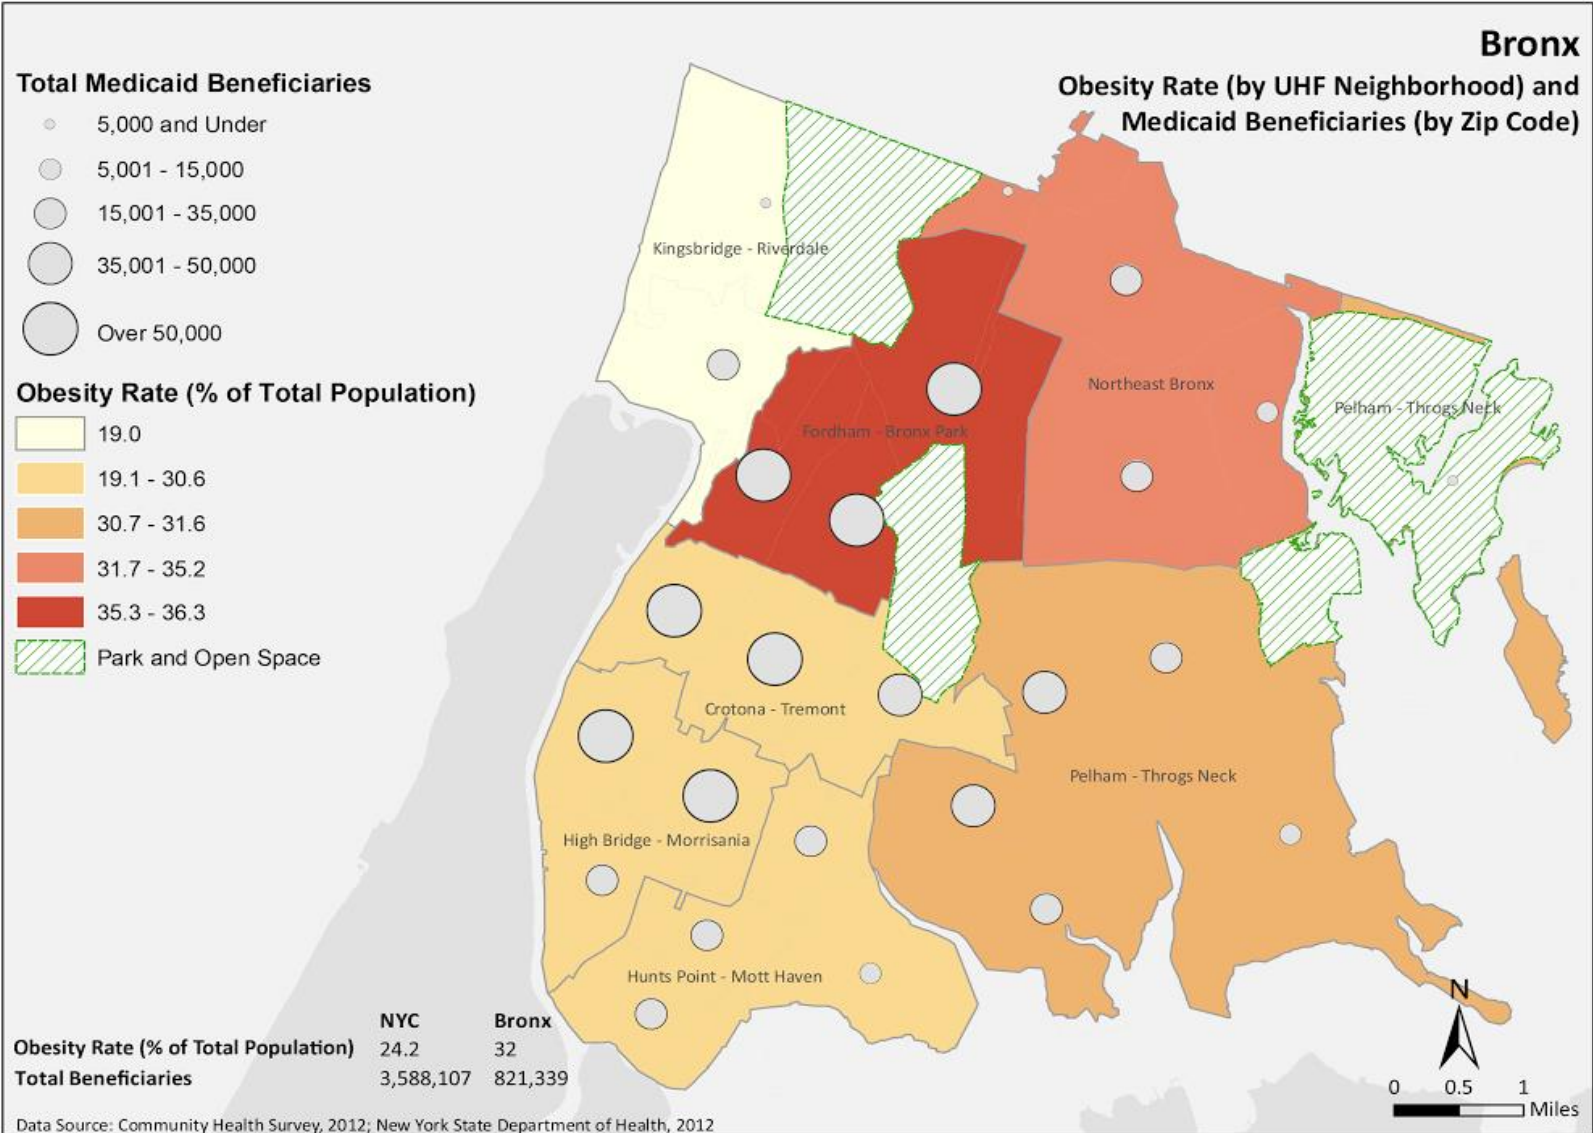 Bronx
Obesity Rate (by UHF Neighborhood) and
Medicaid Beneficiaries (by Zip Code)
Total Medicaid Beneficiaries
5,000 and Under
5,001 - 15,000
15,001 - 35,000
35,001 - 50,000
Over 50,000
Obesity Rate (% of Total Population)
19.0
19.1 - 30.6
30.7 - 31.6
31.7 - 35.2
35.3 - 36.3
Park and Open Space
Kingsbridge - Riverdale
Northeast Bronx
Pelham - Throgs Neck
Fordham - Bronx Park
Crotona - Tremont
Pelham - Throgs Neck
High Bridge - Morrisania
Hunts Point - Mott Haven
NYC Bronx
Obesity Rate (% of Total Population) 24.2 32
Total Beneficiaries 3,588,107 821,339
Data Source: Community Health Survey, 2012; New York State Department of Health, 2012
N
0 0.5 1
Miles